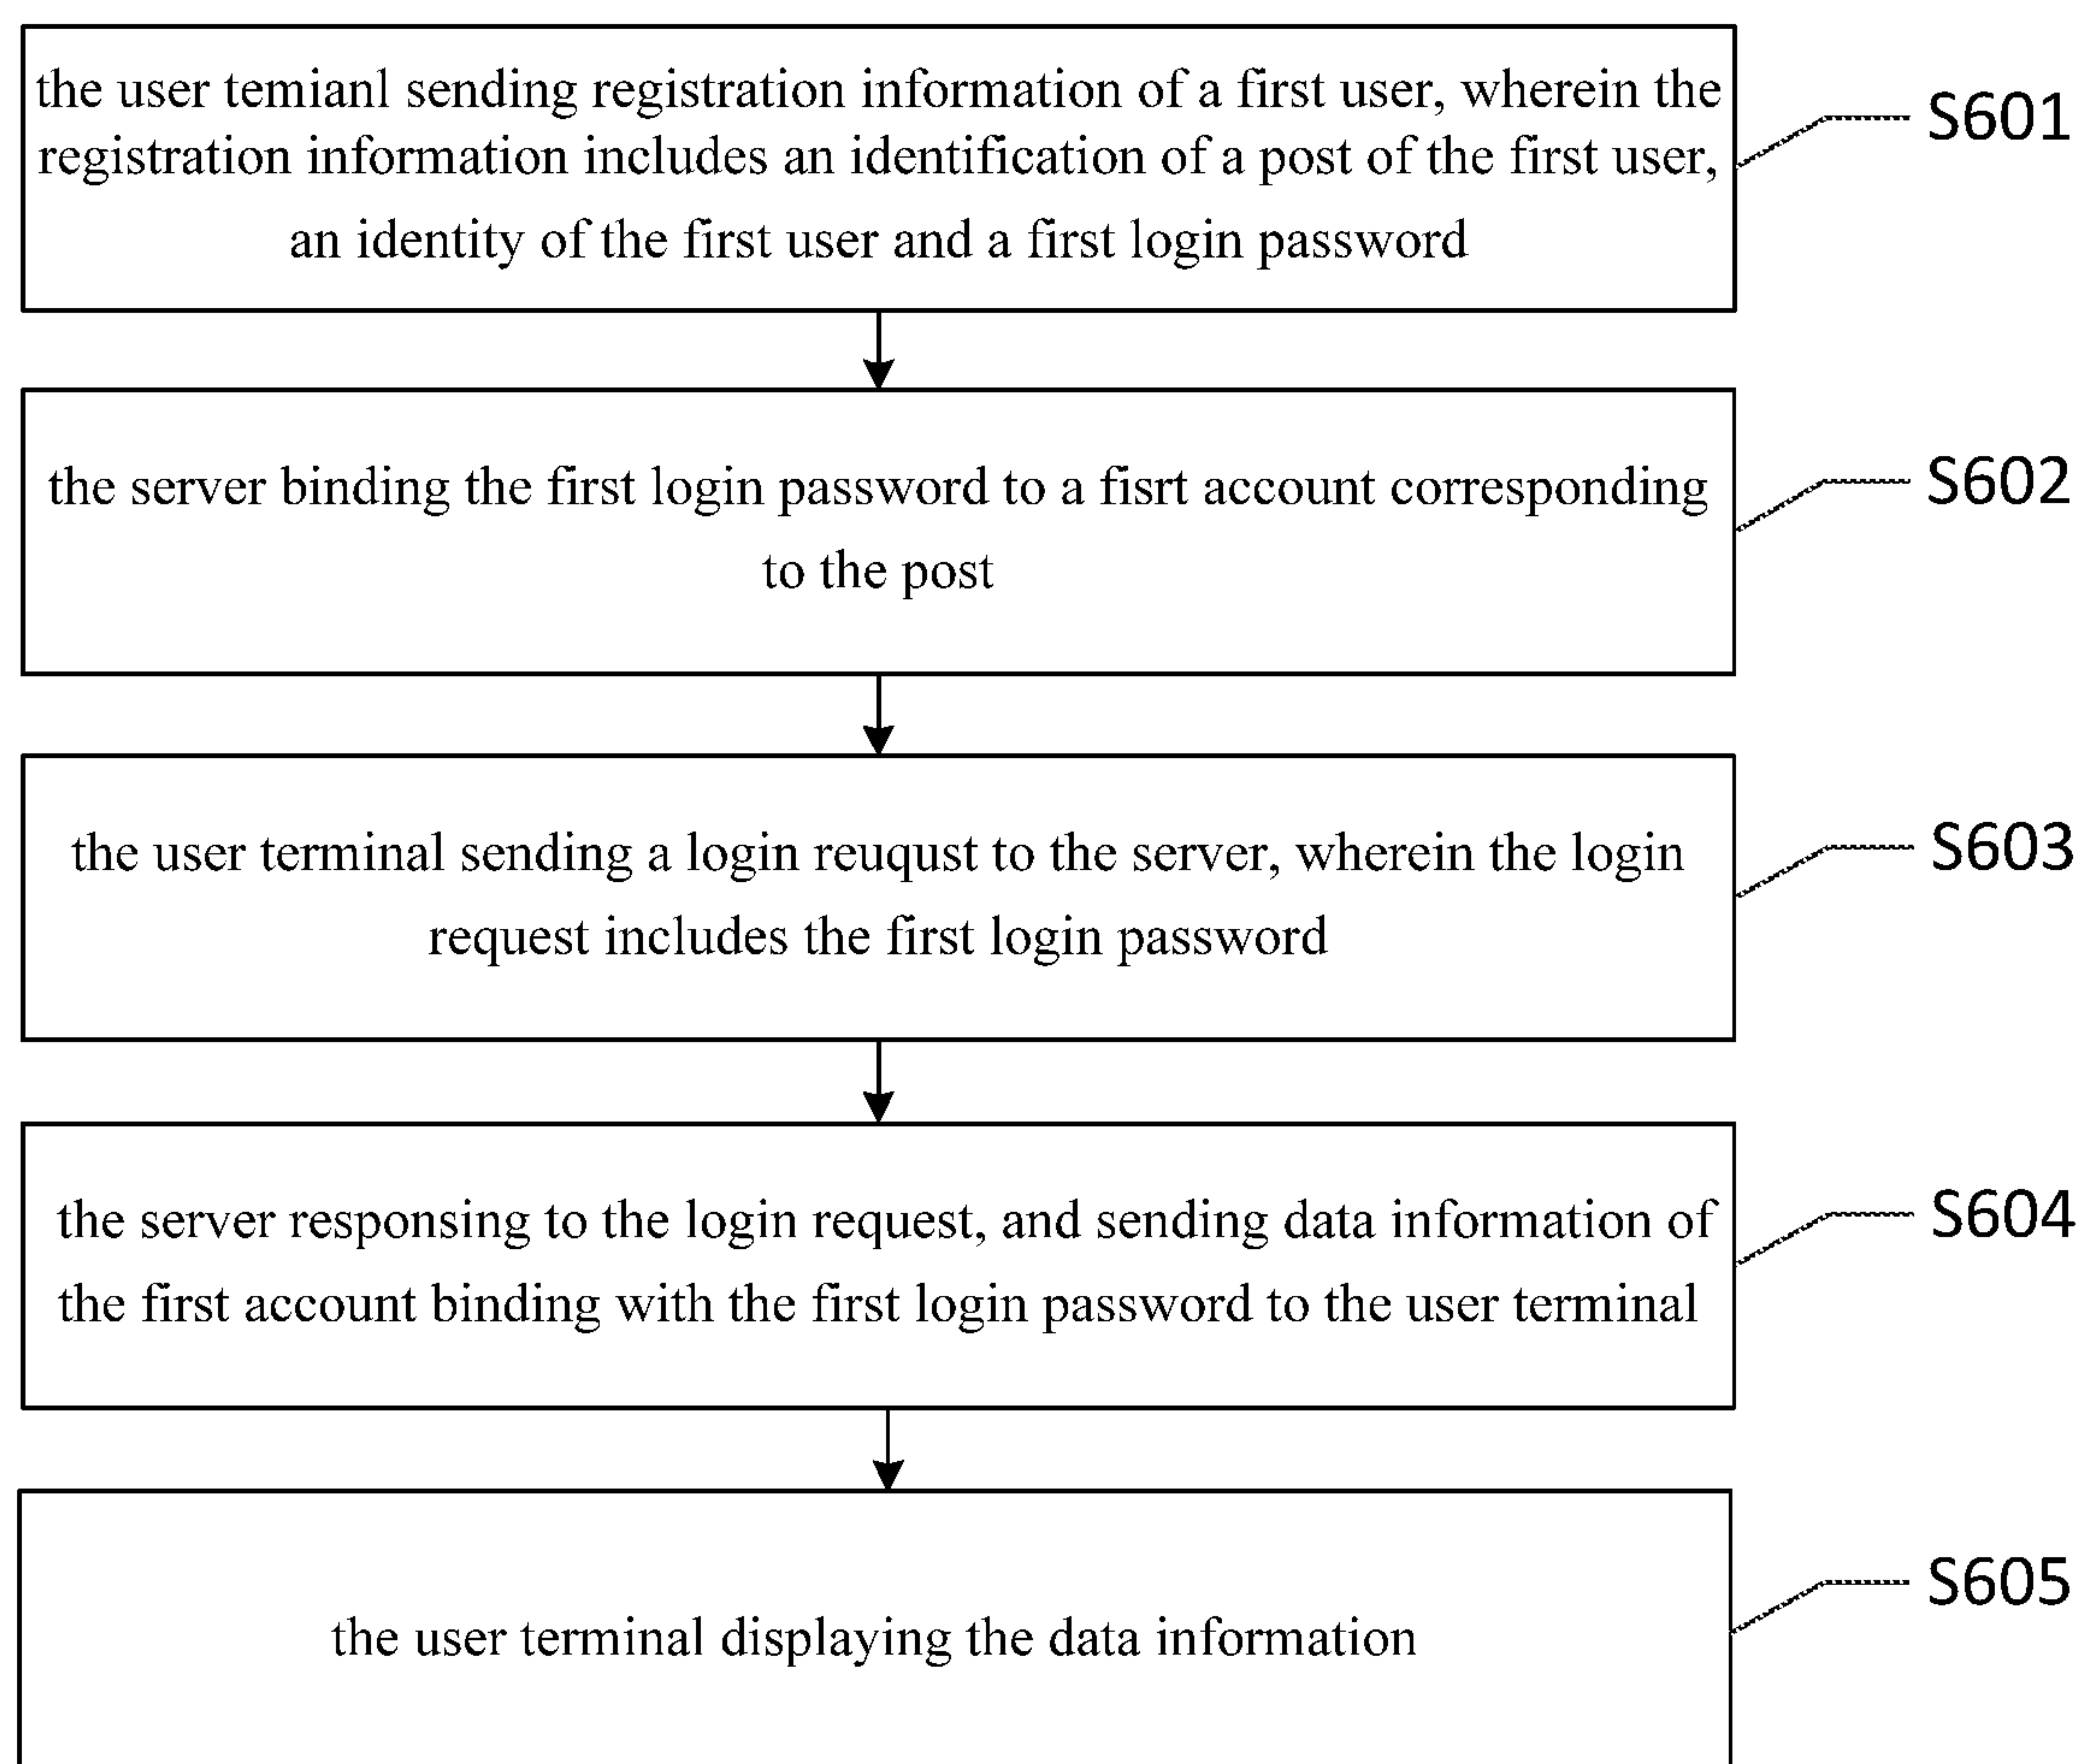 the user temianl sending registration information of a first user, wherein the
registration information includes an identification of a post of the first user,
an identity of the first user and a first login password
S601
the server binding the first login password to a fisrt account corresponding
to the post
S602
the user terminal sending a login reuqust to the server, wherein the login
request includes the first login password
S603
the server responsing to the login request, and sending data information of
the first account binding with the first login password to the user terminal
S604
the user terminal displaying the data information
S605